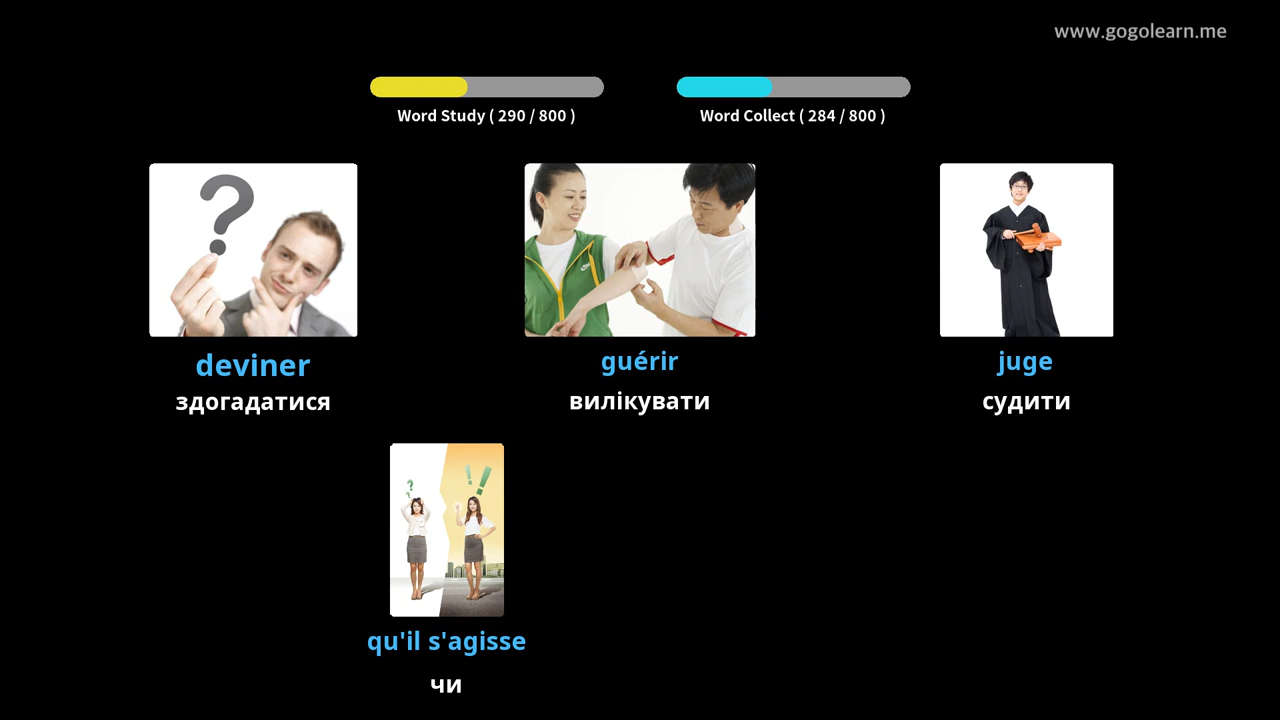 www.gogolearn.me
Word Study ( 290 / 800 )
Word Collect ( 284 / 800 )
deviner
здогадатися
guérir
вилікувати
juge
судити
qu'il s'agisse
чи